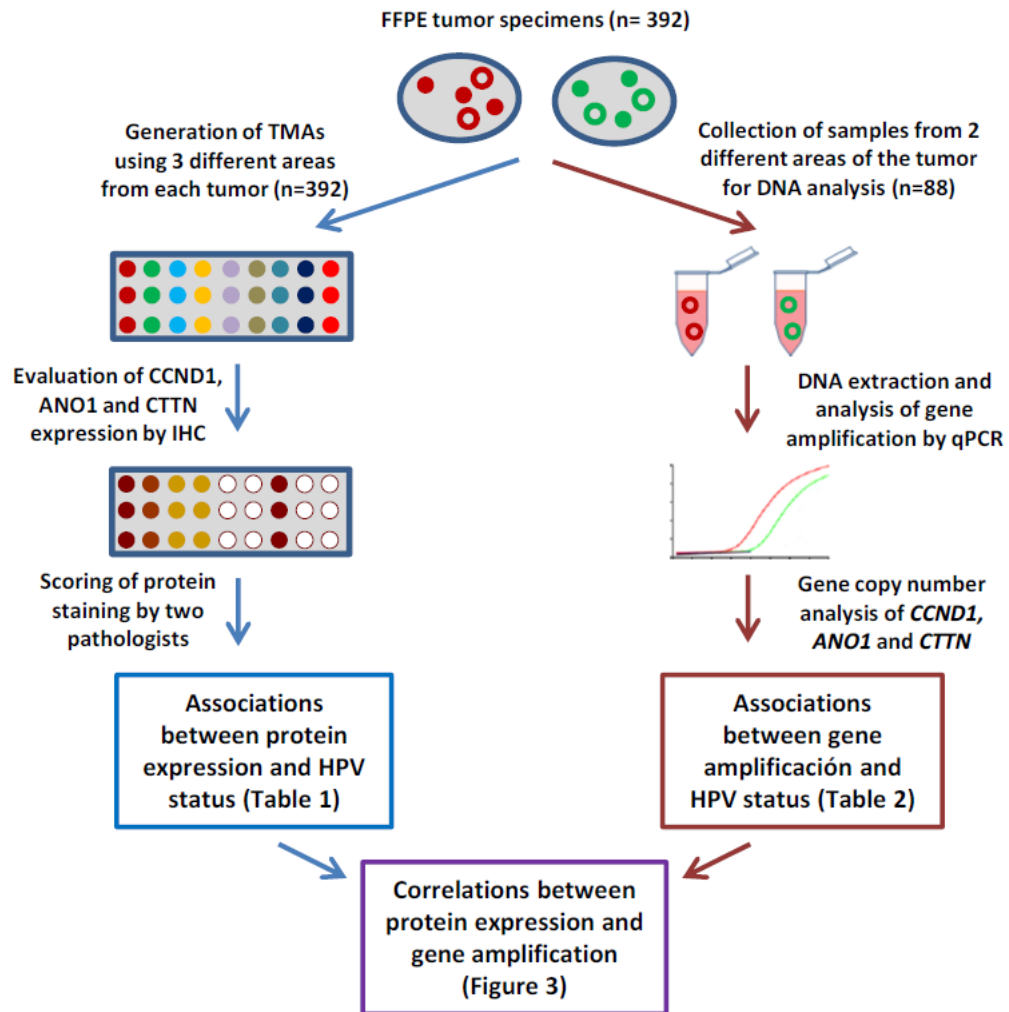 FFPE tumor specimens (n= 392)
Generation of TMAs
using 3 different areas
from each tumor (n=392)
Collection of samples from 2
different areas of the tumor
for DNA analysis (n=88)
Evaluation of CCND1,
ANO1 and CTTN
expression by IHC
DNA extraction and
analysis of gene
amplification by qPCR
Scoring of protein
staining by two
pathologists
Gene copy number
analysis of CCND1,
ANO1 and CTTN
Associations
between protein
expression and HPV
status (Table 1)
Associations
between gene
amplificación and
HPV status (Table 2)
Correlations between
protein expression and
gene amplification
(Figure 3)